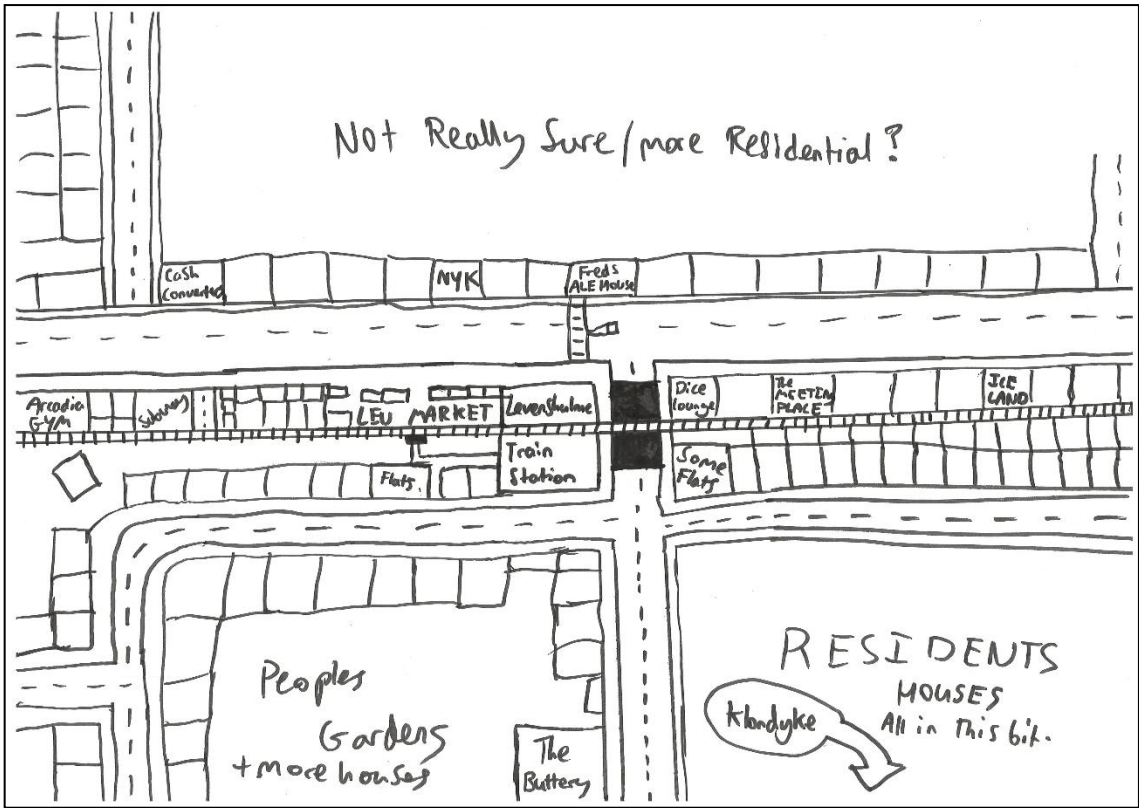 Not Really Sure/more Residential?
Cash
Converted
NYK
Freds
ALE HOUSE
Arcadia
GYM
Subway
LEV MARKET
Levenshulme
Train
Station
Dice
lounge
The
MEETIN
PLACE
ICE
LAND
Flats.
Some
Flats
Peoples
Gardens
+ more houses
The
Buttery
RESIDENTS
HOUSES
All in this bit.
Klondyke